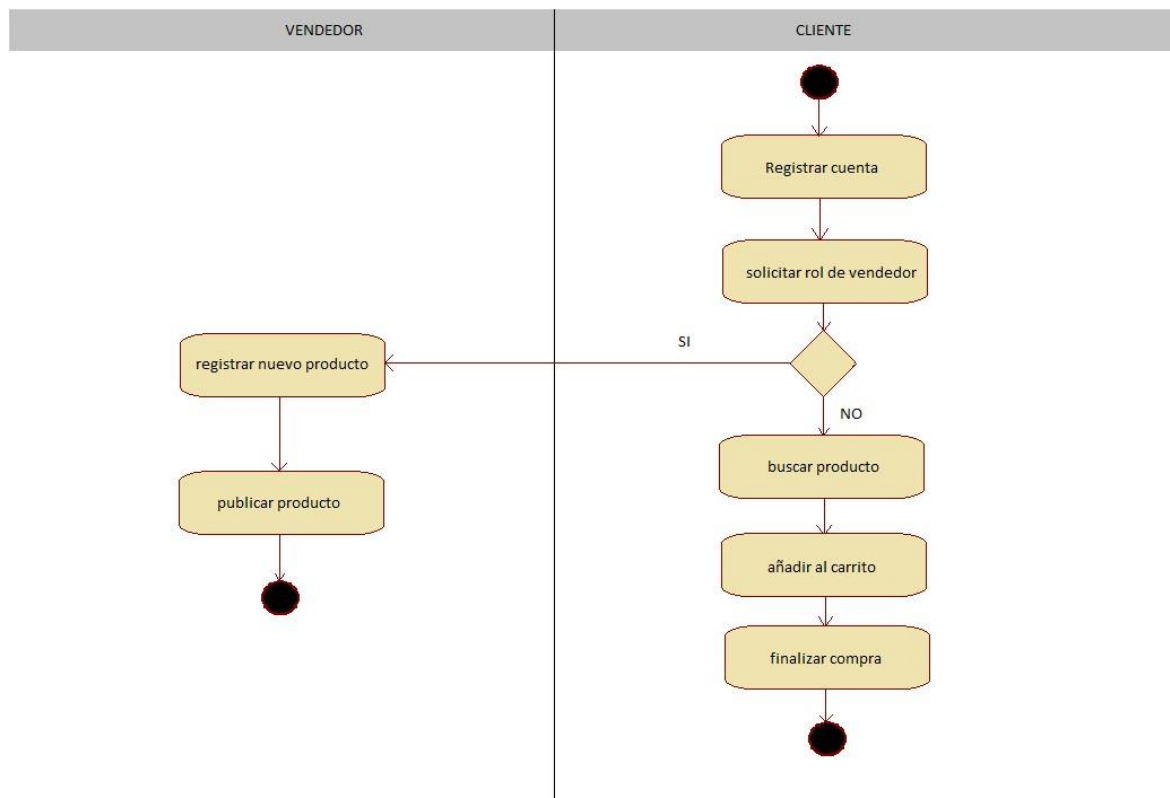 VENDEDOR
CLIENTE
Registrar cuenta
solicitar rol de vendedor
SI
registrar nuevo producto
NO
buscar producto
publicar producto
añadir al carrito
finalizar compra